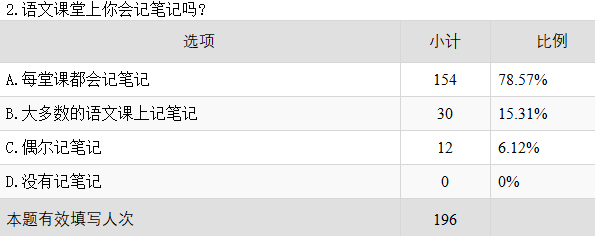 2.语文课堂上你会记笔记吗?
选项 小计 比例
A.每堂课都会记笔记 154 78.57%
B.大多数的语文课上记笔记 30 15.31%
C.偶尔记笔记 12 6.12%
D.没有记笔记 0 0%
本题有效填写人次 196